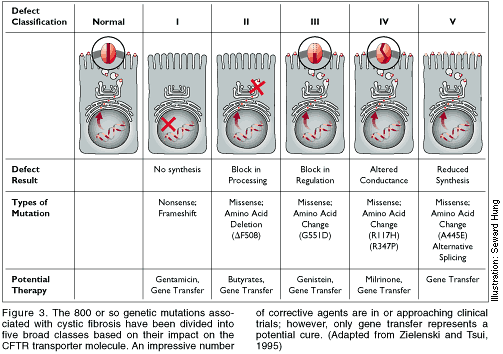 Defect
Classification
Normal
I
II
III
IV
V
Defect
Result
No synthesis
Block in
Processing
Block in
Regulation
Altered
Conductance
Reduced
Synthesis
Types of
Mutation
Nonsense;
Frameshift
Missense;
Amino Acid
Deletion
(ΔF508)
Missense;
Amino Acid
Change
(G551D)
Missense;
Amino Acid
Change
(R117H)
(R347P)
Missense;
Amino Acid
Change
(A445E)
Alternative
Splicing
Potential
Therapy
Gentamicin,
Gene Transfer
Butyrates,
Gene Transfer
Genistein,
Gene Transfer
Milrinone,
Gene Transfer
Gene Transfer
Illustration: Seward Hung
Figure 3. The 800 or so genetic mutations asso-
ciated with cystic fibrosis have been divided into
five broad classes based on their impact on the
CFTR transporter molecule. An impressive number
of corrective agents are in or approaching clinical
trials; however, only gene transfer represents a
potential cure. (Adapted from Zielenski and Tsui,
1995)